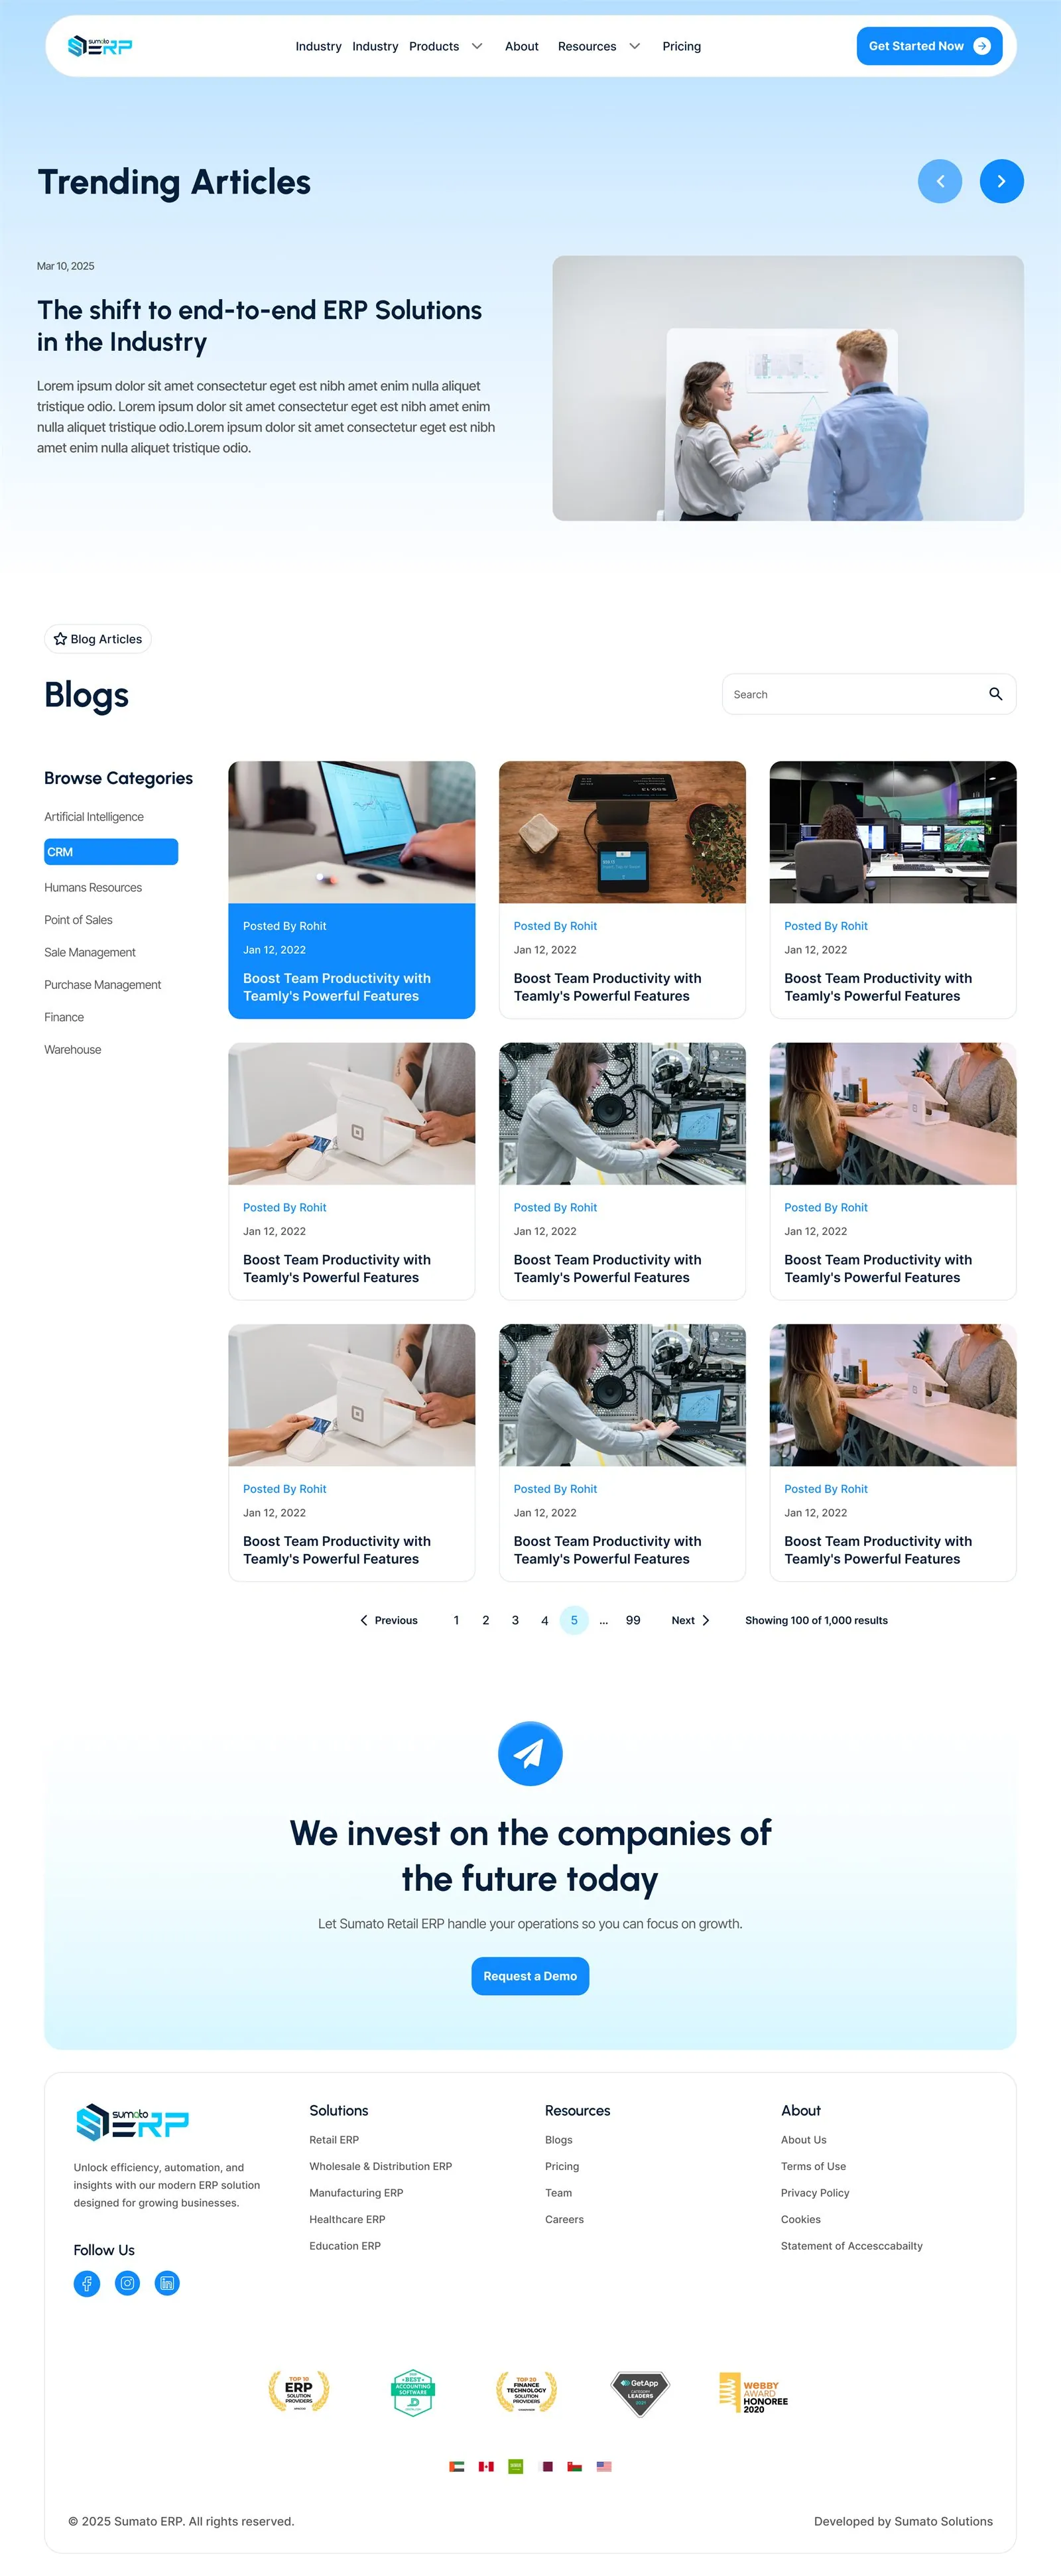 sumato
ERP
Industry Industry Products About Resources Pricing
Get Started Now
Trending Articles
Mar 10, 2025
The shift to end-to-end ERP Solutions
in the Industry
Lorem ipsum dolor sit amet consectetur eget est nibh amet enim nulla aliquet
tristique odio. Lorem ipsum dolor sit amet consectetur eget est nibh amet enim
nulla aliquet tristique odio.Lorem ipsum dolor sit amet consectetur eget est nibh
amet enim nulla aliquet tristique odio.
Blog Articles
Blogs
Search
Browse Categories
Artificial Intelligence
CRM
Humans Resources
Point of Sales
Sale Management
Purchase Management
Finance
Warehouse
Posted By Rohit
Jan 12, 2022
Boost Team Productivity with
Teamly's Powerful Features
Posted By Rohit
Jan 12, 2022
Boost Team Productivity with
Teamly's Powerful Features
Posted By Rohit
Jan 12, 2022
Boost Team Productivity with
Teamly's Powerful Features
Posted By Rohit
Jan 12, 2022
Boost Team Productivity with
Teamly's Powerful Features
Posted By Rohit
Jan 12, 2022
Boost Team Productivity with
Teamly's Powerful Features
Posted By Rohit
Jan 12, 2022
Boost Team Productivity with
Teamly's Powerful Features
Posted By Rohit
Jan 12, 2022
Boost Team Productivity with
Teamly's Powerful Features
Posted By Rohit
Jan 12, 2022
Boost Team Productivity with
Teamly's Powerful Features
Posted By Rohit
Jan 12, 2022
Boost Team Productivity with
Teamly's Powerful Features
Previous 1 2 3 4 5 ... 99 Next Showing 100 of 1,000 results
We invest on the companies of
the future today
Let Sumato Retail ERP handle your operations so you can focus on growth.
Request a Demo
sumato
ERP
Unlock efficiency, automation, and
insights with our modern ERP solution
designed for growing businesses.
Follow Us
Solutions
Retail ERP
Wholesale & Distribution ERP
Manufacturing ERP
Healthcare ERP
Education ERP
Resources
Blogs
Pricing
Team
Careers
About
About Us
Terms of Use
Privacy Policy
Cookies
Statement of Accesccabailty
TOP 10
ERP
SOLUTION
PROVIDERS
BEST
ACCOUNTING
SOFTWARE
TOP 20
FINANCE
TECHNOLOGY
SOLUTION
PROVIDERS
GetApp
CATEGORY
LEADERS
2021
WEBBY
AWARD
HONOREE
2020
© 2025 Sumato ERP. All rights reserved.
Developed by Sumato Solutions